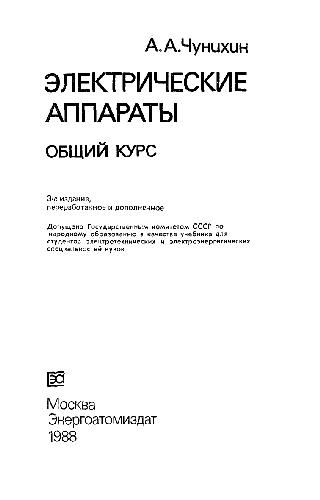 А.А.Чунихин
ЭЛЕКТРИЧЕСКИЕ
АППАРАТЫ
ОБЩИЙ КУРС
3-е издание,
переработанное и дополненное
Допущено Государственным комитетом СССР по
народному образованию в качестве учебника для
студентов электротехнических и электроэнергетических
специальностей вузов
Москва
Энергоатомиздат
1988